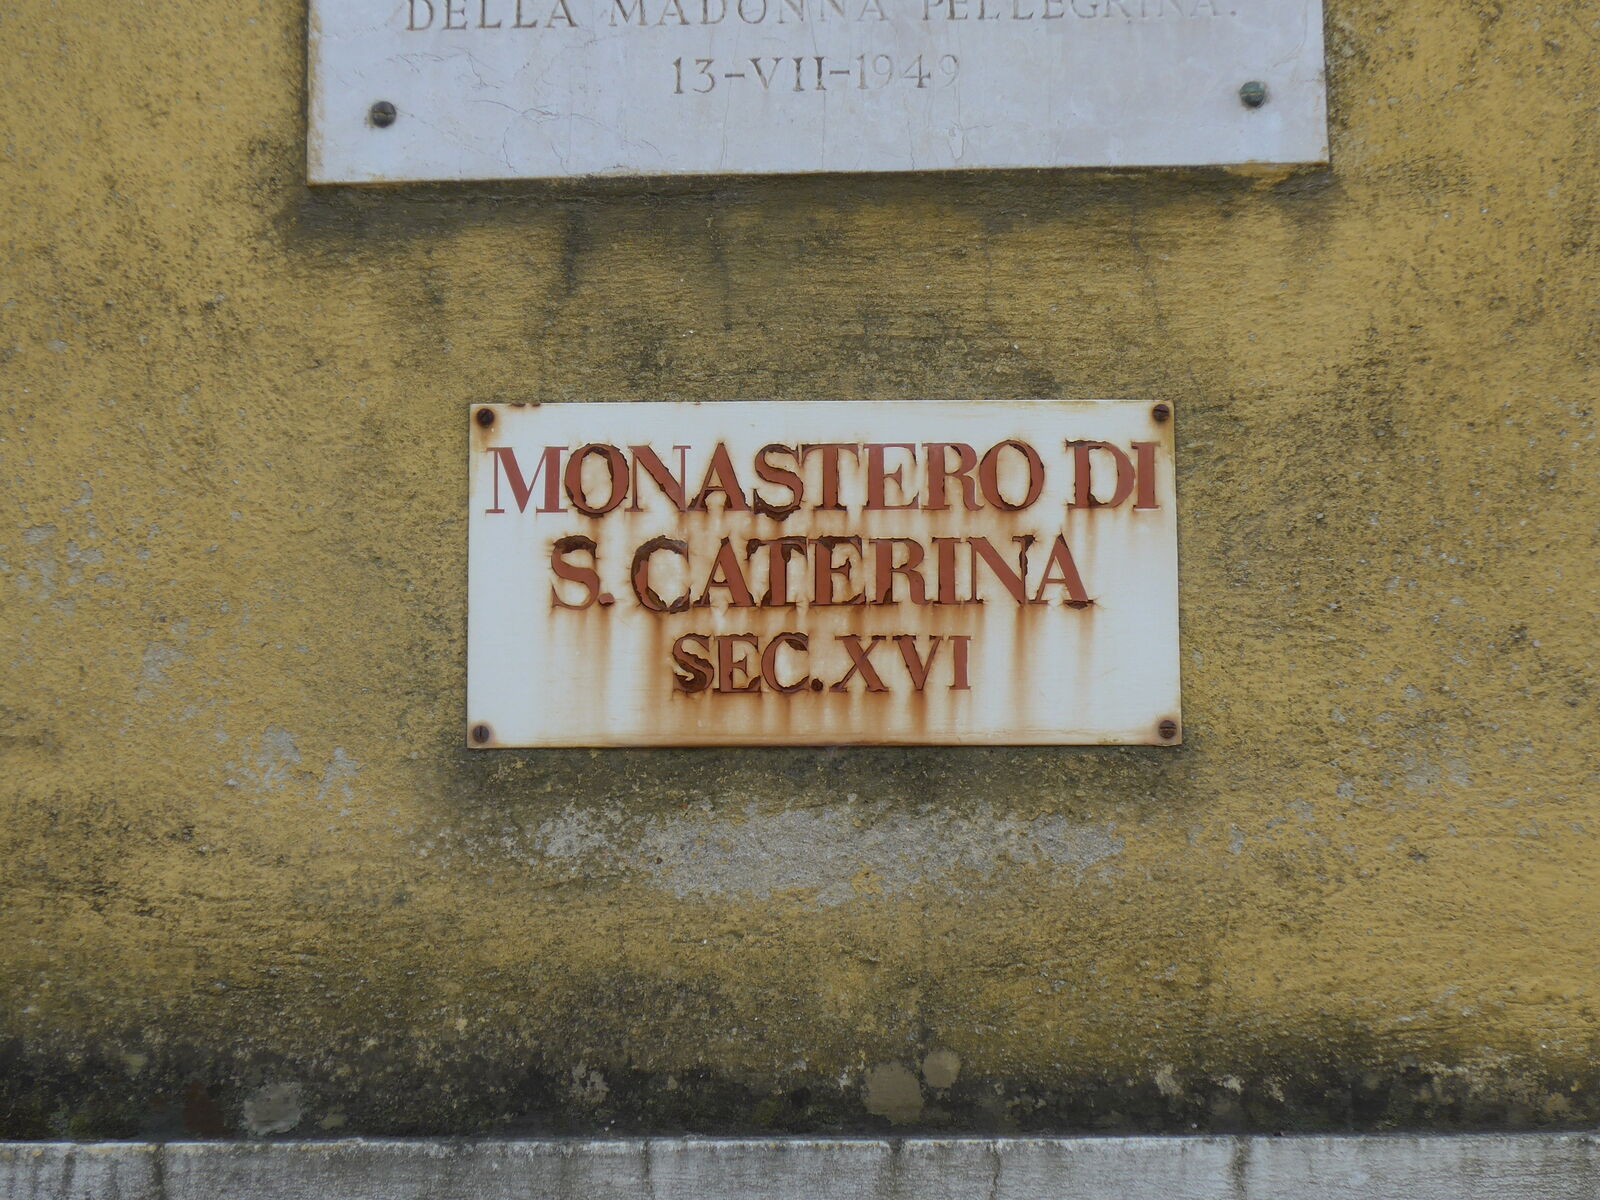 DELLA MADONNA PELLEGRINA.
13-VII-1949
MONASTERO DI
S. CATERINA
SEC. XVI